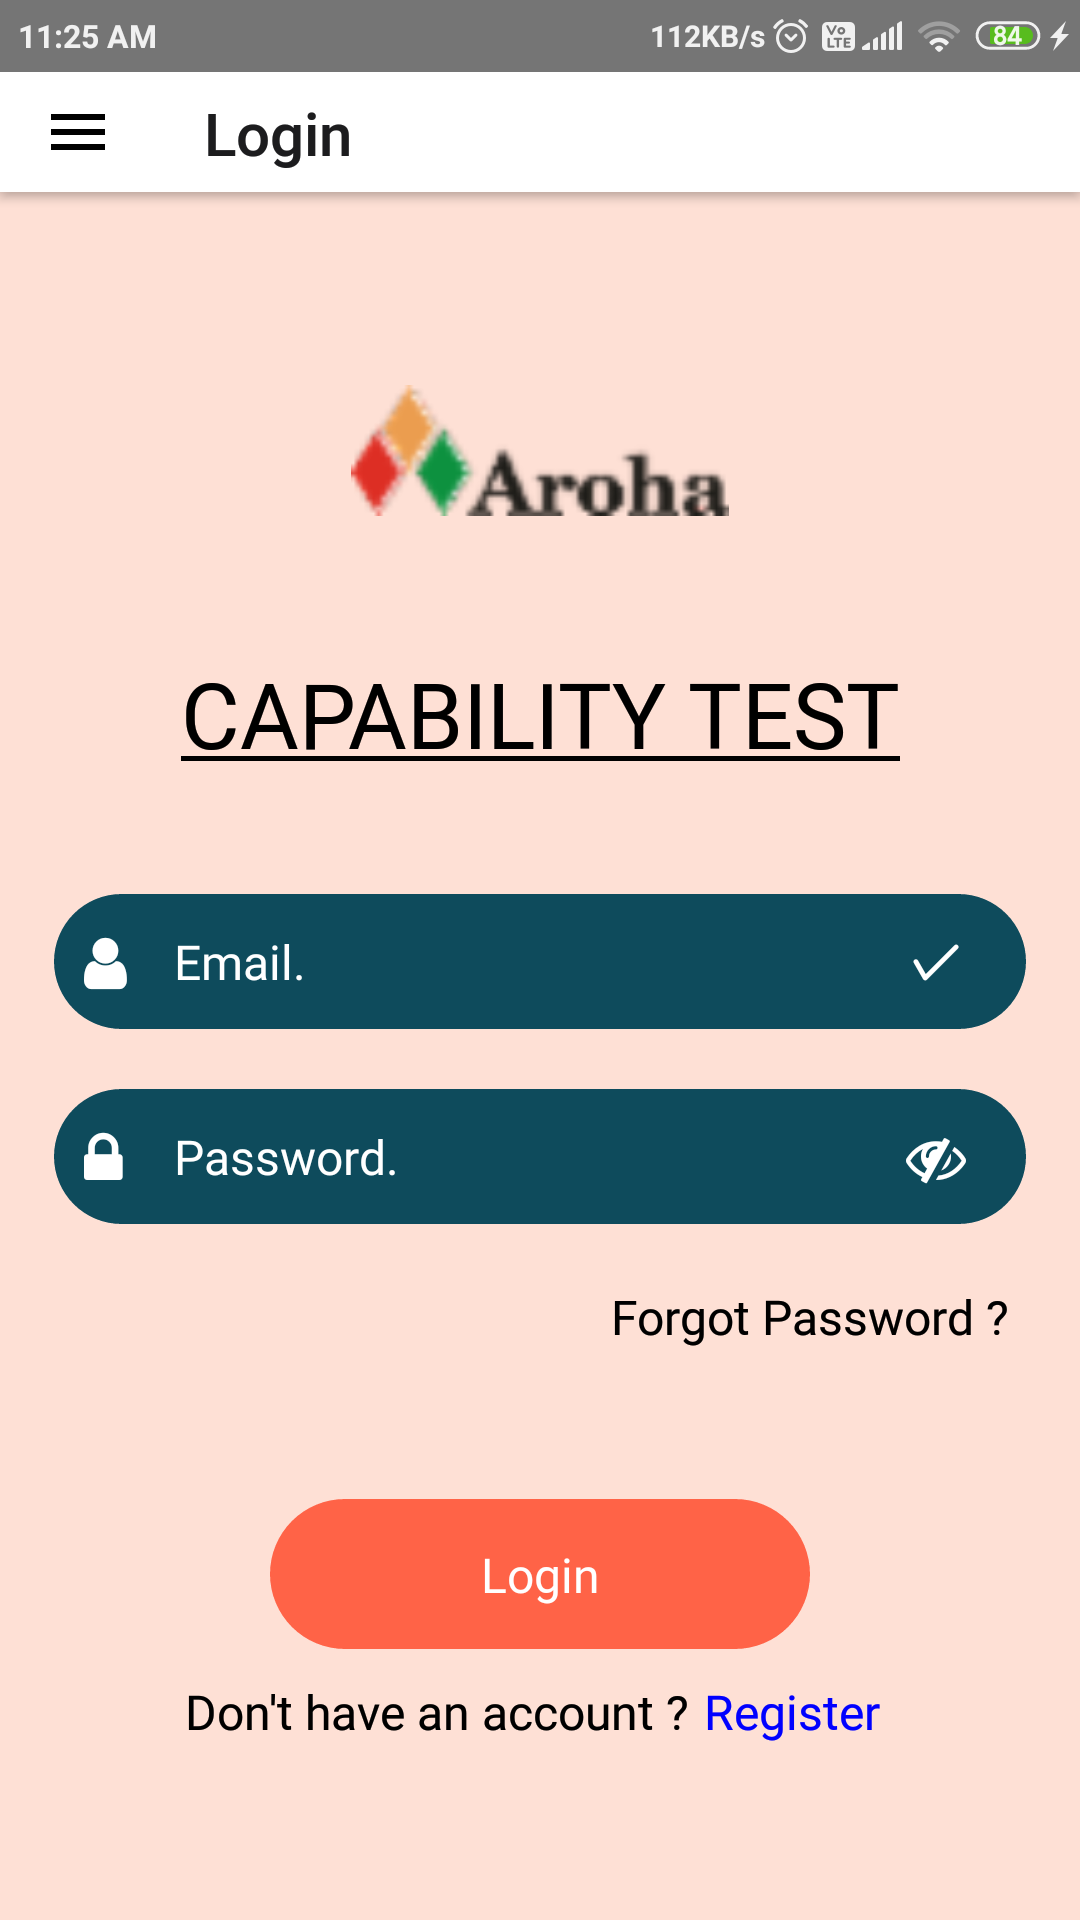 11:25 AM 112KB/s Vo LTE 84
Login
Aroha
CAPABILITY TEST
Email.
Password.
Forgot Password ?
Login
Don't have an account ? Register